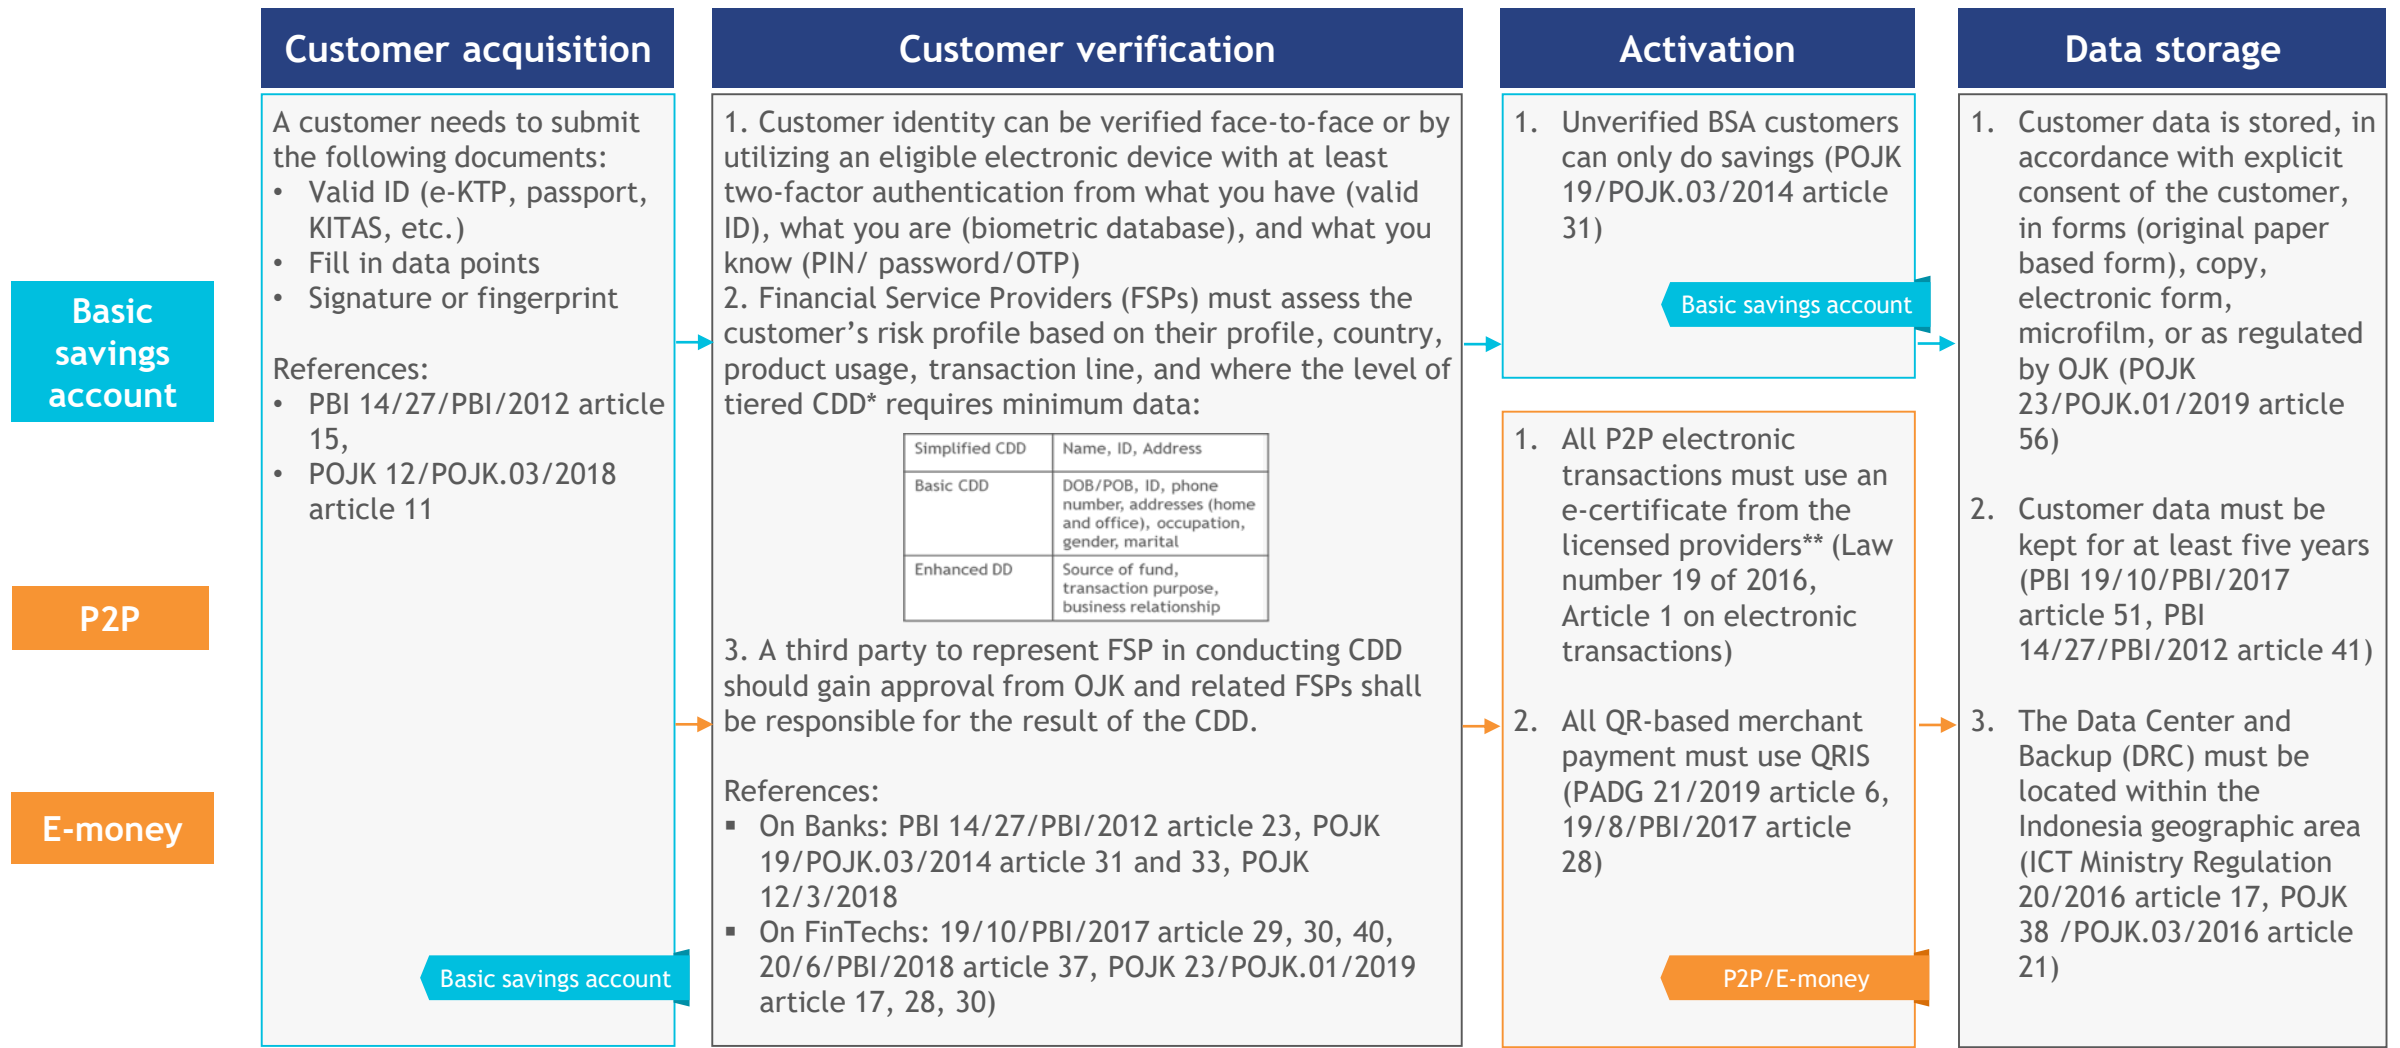 Customer acquisition
Customer verification
Activation
Data storage
Basic
savings
account
P2P
E-money
A customer needs to submit
the following documents:
• Valid ID (e-KTP, passport,
KITAS, etc.)
• Fill in data points
• Signature or fingerprint
References:
• PBI 14/27/PBI/2012 article
15,
• POJK 12/POJK.03/2018
article 11
Basic savings account
1. Customer identity can be verified face-to-face or by
utilizing an eligible electronic device with at least
two-factor authentication from what you have (valid
ID), what you are (biometric database), and what you
know (PIN/ password/OTP)
2. Financial Service Providers (FSPs) must assess the
customer’s risk profile based on their profile, country,
product usage, transaction line, and where the level of
tiered CDD* requires minimum data:
Simplified CDD
Name, ID, Address
Basic CDD
DOB/POB, ID, phone
number, addresses (home
and office), occupation,
gender, marital
Enhanced DD
Source of fund,
transaction purpose,
business relationship
3. A third party to represent FSP in conducting CDD
should gain approval from OJK and related FSPs shall
be responsible for the result of the CDD.
References:
▪ On Banks: PBI 14/27/PBI/2012 article 23, POJK
19/POJK.03/2014 article 31 and 33, POJK
12/3/2018
▪ On FinTechs: 19/10/PBI/2017 article 29, 30, 40,
20/6/PBI/2018 article 37, POJK 23/POJK.01/2019
article 17, 28, 30)
1. Unverified BSA customers
can only do savings (POJK
19/POJK.03/2014 article
31)
Basic savings account
1. All P2P electronic
transactions must use an
e-certificate from the
licensed providers** (Law
number 19 of 2016,
Article 1 on electronic
transactions)
2. All QR-based merchant
payment must use QRIS
(PADG 21/2019 article 6,
19/8/PBI/2017 article
28)
P2P/E-money
1. Customer data is stored, in
accordance with explicit
consent of the customer,
in forms (original paper
based form), copy,
electronic form,
microfilm, or as regulated
by OJK (POJK
23/POJK.01/2019 article
56)
2. Customer data must be
kept for at least five years
(PBI 19/10/PBI/2017
article 51, PBI
14/27/PBI/2012 article 41)
3. The Data Center and
Backup (DRC) must be
located within the
Indonesia geographic area
(ICT Ministry Regulation
20/2016 article 17, POJK
38 /POJK.03/2016 article
21)